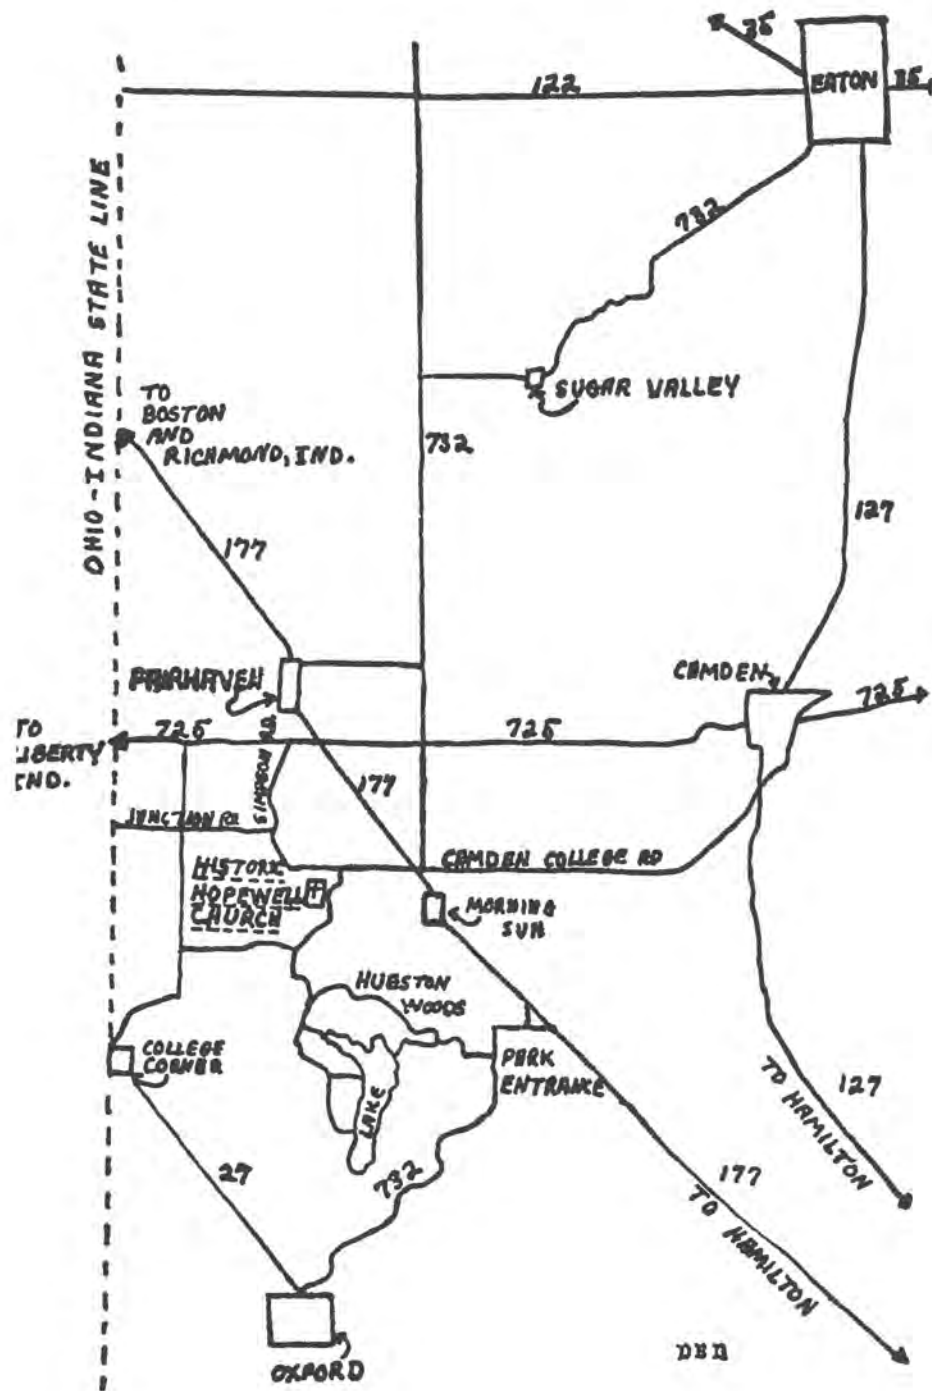 35
EATON
35
122
732
OHIO-INDIANA STATE LINE
TO
BOSTON
AND
RICHMOND, IND.
SUGAR VALLEY
732
127
177
FAIRHAVEN
CAMDEN
725
TO
LIBERTY
IND.
725
725
SIMPSON RD.
177
JUNCTION RD
CAMDEN COLLEGE RD
HISTORIC
HOPEWELL
CHURCH
MORNING
SUN
HUESTON
WOODS
COLLEGE
CORNER
PARK
ENTRANCE
LAKE
TO HAMILTON
127
27
732
177
TO HAMILTON
OXFORD